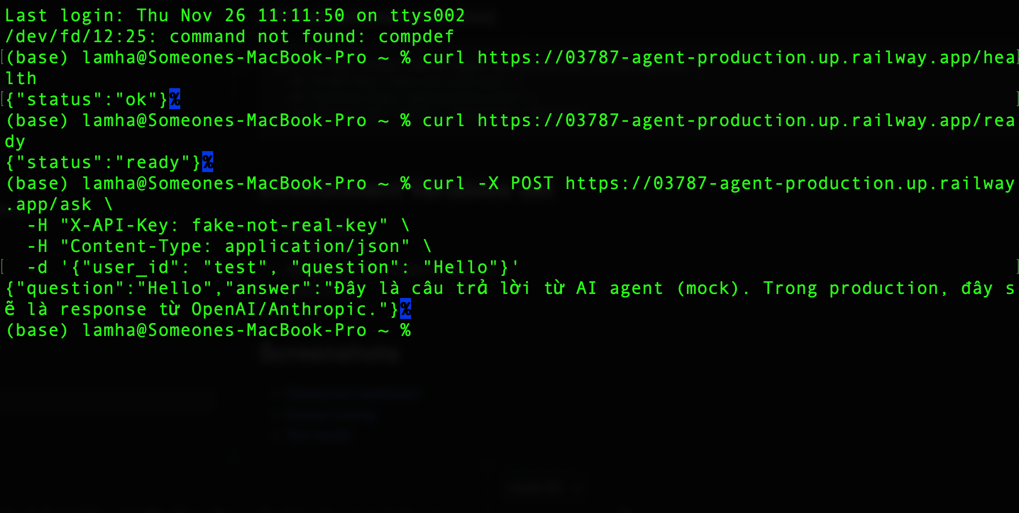 Last login: Thu Nov 26 11:11:50 on ttys002
/dev/fd/12:25: command not found: compdef
(base) lamha@Someones-MacBook-Pro ~ % curl https://03787-agent-production.up.railway.app/hea
lth
{"status":"ok"}%
(base) lamha@Someones-MacBook-Pro ~ % curl https://03787-agent-production.up.railway.app/rea
dy
{"status":"ready"}%
(base) lamha@Someones-MacBook-Pro ~ % curl -X POST https://03787-agent-production.up.railway
.app/ask \
  -H "X-API-Key: fake-not-real-key" \
  -H "Content-Type: application/json" \
  -d '{"user_id": "test", "question": "Hello"}'
{"question":"Hello","answer":"Đây là câu trả lời từ AI agent (mock). Trong production, đây s
ẽ là response từ OpenAI/Anthropic."}%
(base) lamha@Someones-MacBook-Pro ~ %
Screenshots